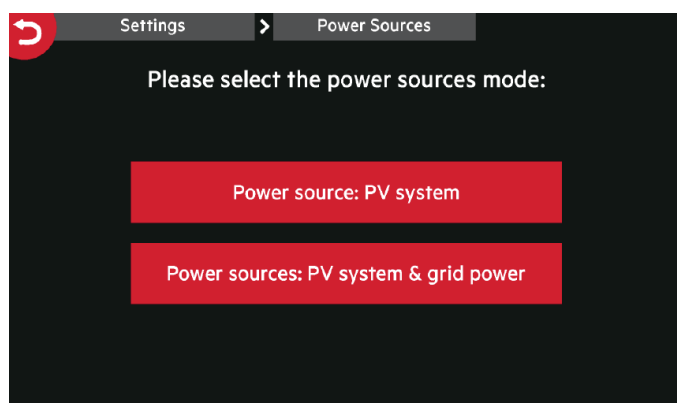 Settings > Power Sources
Please select the power sources mode:
Power source: PV system
Power sources: PV system & grid power